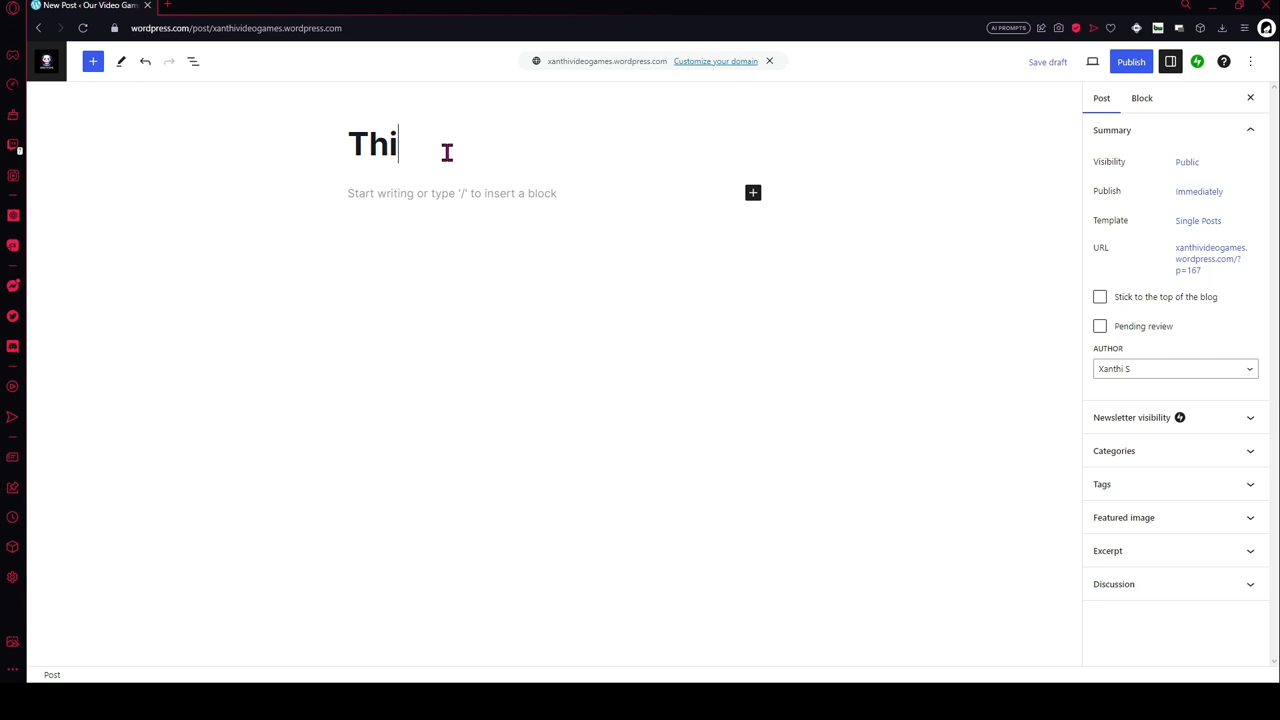 New Post ‹ Our Video Gam
wordpress.com/post/xanthivideogames.wordpress.com
AI PROMPTS
xanthivideogames.wordpress.com Customize your domain
Save draft
Publish
Thi
Start writing or type '/' to insert a block
Post Block
Summary
Visibility Public
Publish Immediately
Template Single Posts
URL xanthivideogames.
wordpress.com/?
p=167
Stick to the top of the blog
Pending review
AUTHOR
Xanthi S
Newsletter visibility
Categories
Tags
Featured image
Excerpt
Discussion
Post